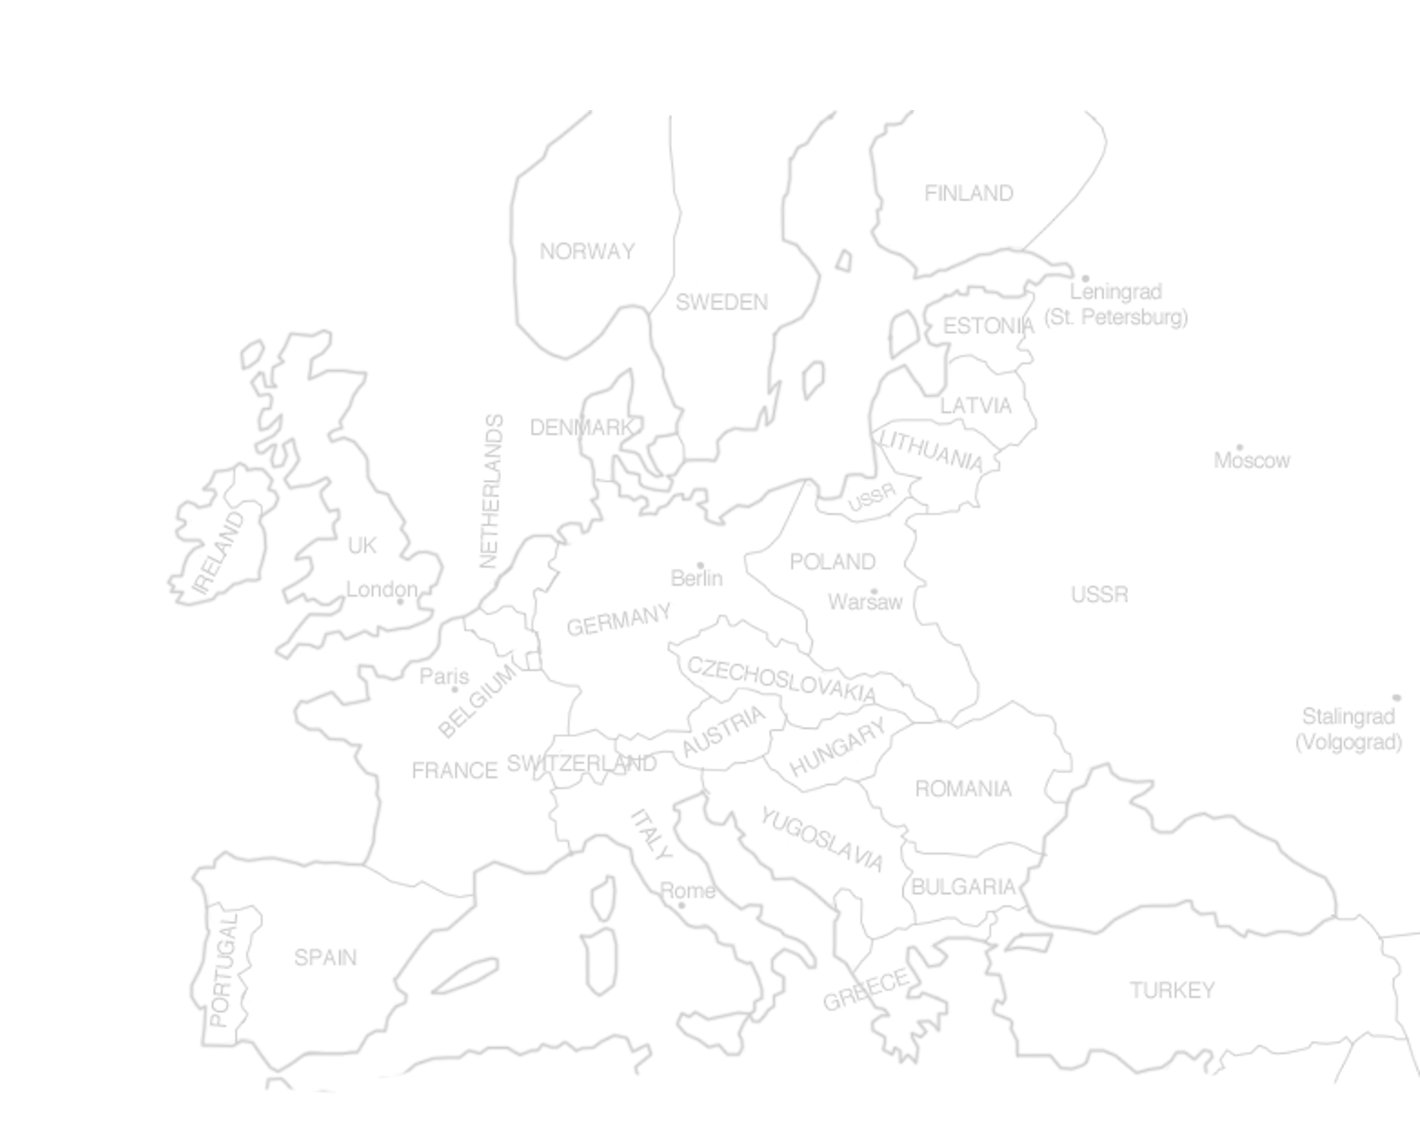 FINLAND
NORWAY
SWEDEN
Leningrad
(St. Petersburg)
ESTONIA
LATVIA
DENMARK
LITHUANIA
NETHERLANDS
Moscow
USSR
IRELAND
UK
London
Berlin
POLAND
Warsaw
USSR
GERMANY
Paris
BELGIUM
CZECHOSLOVAKIA
Stalingrad
(Volgograd)
AUSTRIA
HUNGARY
FRANCE
SWITZERLAND
ROMANIA
ITALY
YUGOSLAVIA
Rome
BULGARIA
PORTUGAL
SPAIN
GREECE
TURKEY